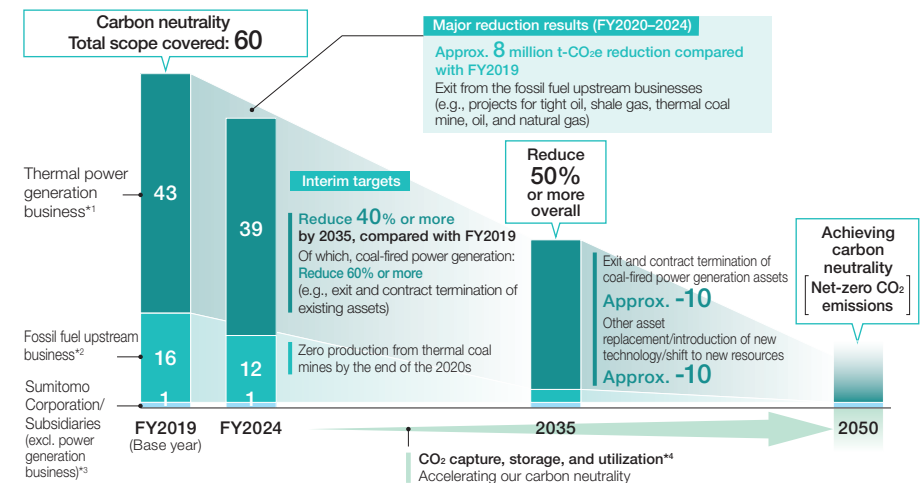 Carbon neutrality
Total scope covered: 60
Major reduction results (FY2020–2024)
Approx. 8 million t-CO₂e reduction compared
with FY2019
Exit from the fossil fuel upstream businesses
(e.g., projects for tight oil, shale gas, thermal coal
mine, oil, and natural gas)
Thermal power
generation
business*1
43
39
Interim targets
Reduce 40% or more
by 2035, compared with FY2019
Of which, coal-fired power generation:
Reduce 60% or more
(e.g., exit and contract termination of
existing assets)
Reduce
50%
or more
overall
Exit and contract termination of
coal-fired power generation assets
Approx. -10
Other asset
replacement/introduction of new
technology/shift to new resources
Approx. -10
Achieving
carbon
neutrality
[Net-zero CO₂
emissions]
Fossil fuel upstream
business*2
16
12
Zero production from thermal coal
mines by the end of the 2020s
Sumitomo
Corporation/
Subsidiaries
(excl. power
generation
business)*3
1
1
FY2019
(Base year)
FY2024
2035
2050
CO₂ capture, storage, and utilization*4
Accelerating our carbon neutrality